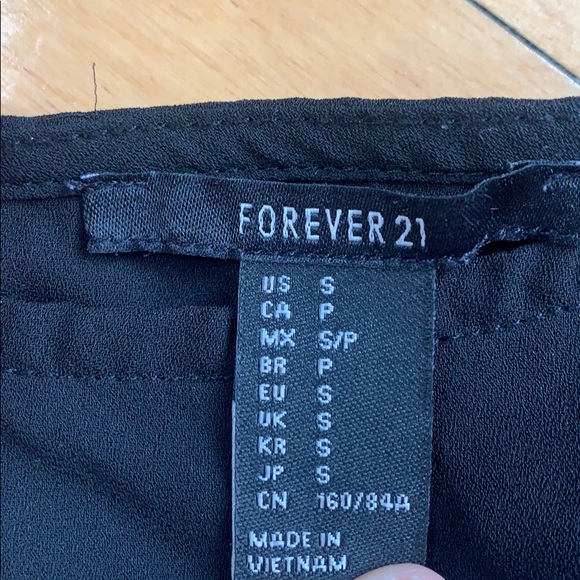 FOREVER 21
US S
CA P
MX S/P
BR P
EU S
UK S
KR S
JP S
CN 160/84A
MADE IN
VIETNAM